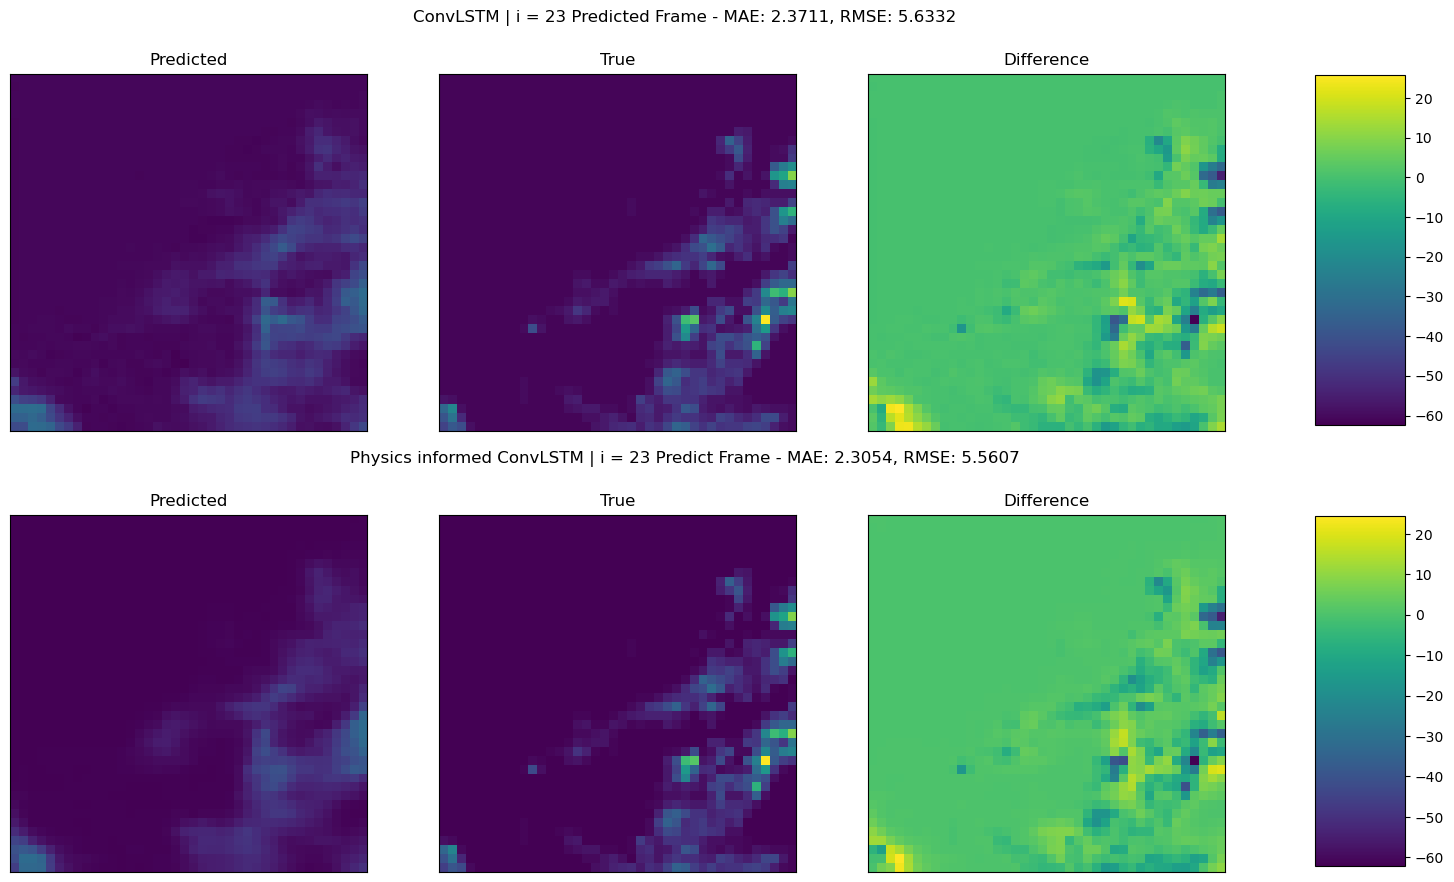 ConvLSTM | i = 23 Predicted Frame - MAE: 2.3711, RMSE: 5.6332
Predicted
True
Difference
20
10
0
−10
−20
−30
−40
−50
−60
Physics informed ConvLSTM | i = 23 Predict Frame - MAE: 2.3054, RMSE: 5.5607
Predicted
True
Difference
20
10
0
−10
−20
−30
−40
−50
−60